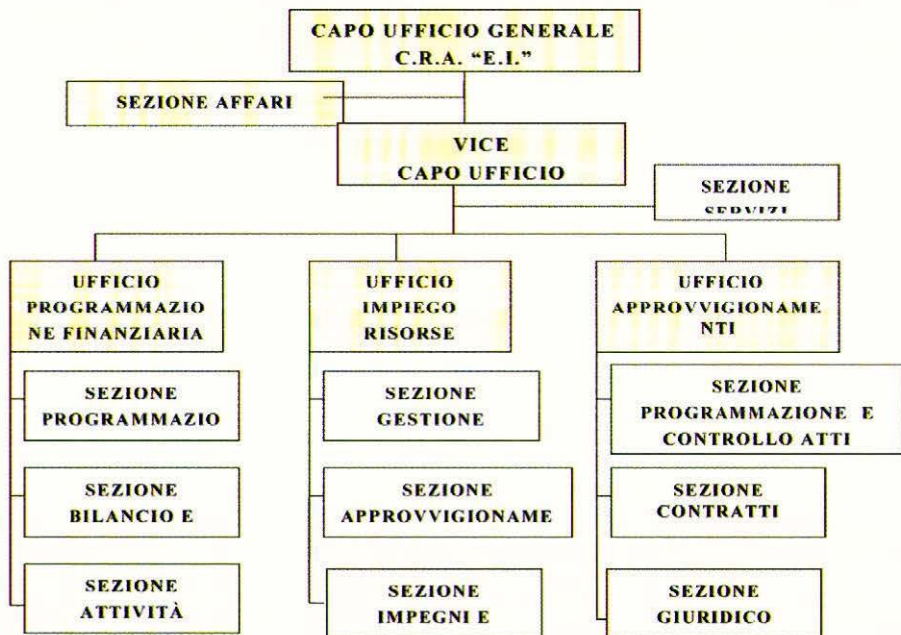 CAPO UFFICIO GENERALE
C.R.A. "E.I."
SEZIONE AFFARI
VICE
CAPO UFFICIO
SEZIONE
SERVIZI
UFFICIO
PROGRAMMAZIO
NE FINANZIARIA
UFFICIO
IMPIEGO
RISORSE
UFFICIO
APPROVVIGIONAME
NTI
SEZIONE
PROGRAMMAZIO
SEZIONE
GESTIONE
SEZIONE
PROGRAMMAZIONE E
CONTROLLO ATTI
SEZIONE
BILANCIO E
SEZIONE
APPROVVIGIONAME
SEZIONE
CONTRATTI
SEZIONE
ATTIVITÀ
SEZIONE
IMPEGNI E
SEZIONE
GIURIDICO